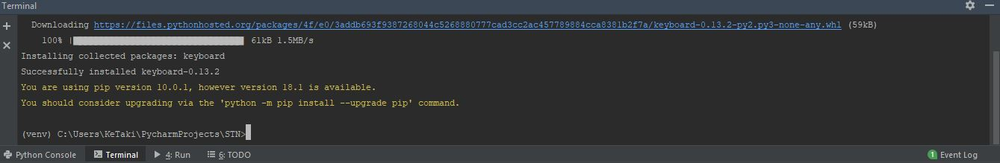 Terminal
Downloading https://files.pythonhosted.org/packages/4f/e0/3addb693f9387268044c5268880777cad3cc2ac457789884cca8381b2f7a/keyboard-0.13.2-py2.py3-none-any.whl (59kB)
100% 61kB 1.5MB/s
Installing collected packages: keyboard
Successfully installed keyboard-0.13.2
You are using pip version 10.0.1, however version 18.1 is available.
You should consider upgrading via the 'python -m pip install --upgrade pip' command.
(venv) C:\Users\KeTaki\PycharmProjects\STN>
Python Console Terminal 4: Run 6: TODO 1 Event Log